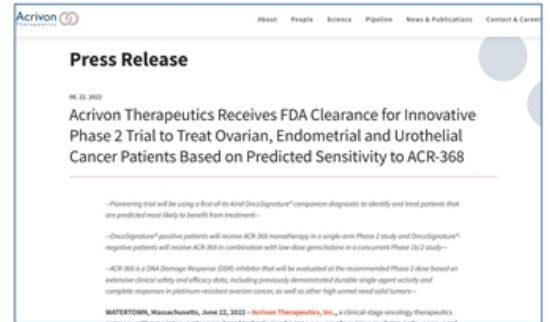 Acrivon
Therapeutics
About People Science Pipeline News & Publications Contact & Career
Press Release
06. 22. 2022
Acrivon Therapeutics Receives FDA Clearance for Innovative
Phase 2 Trial to Treat Ovarian, Endometrial and Urothelial
Cancer Patients Based on Predicted Sensitivity to ACR-368
--Pioneering trial will be using a first-of-its-kind OncoSignature® companion diagnostic to identify and treat patients that
are predicted most likely to benefit from treatment--
--OncoSignature®-positive patients will receive ACR-368 monotherapy in a single-arm Phase 2 study and OncoSignature®-
negative patients will receive ACR-368 in combination with low-dose gemcitabine in a concurrent Phase 1b/2 study--
--ACR-368 is a DNA Damage Response (DDR) inhibitor that will be evaluated at the recommended Phase 2 dose based on
extensive clinical safety and efficacy data, including previously demonstrated durable single-agent activity and
complete responses in platinum-resistant ovarian cancer, as well as other high unmet need solid tumors--
WATERTOWN, Massachusetts, June 22, 2022 – Acrivon Therapeutics, Inc., a clinical stage oncology therapeutics